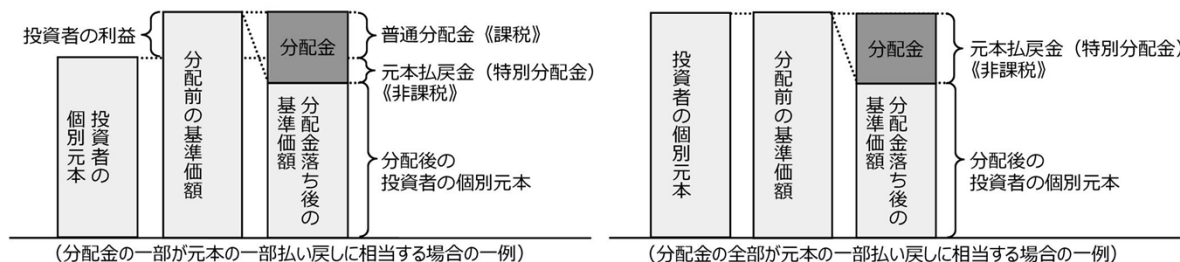 投資者の利益
投資者の
個別元本
分配前の基準価額
分配金
分配金落ち後の
基準価額
普通分配金《課税》
元本払戻金（特別分配金）
《非課税》
分配後の
投資者の個別元本
（分配金の一部が元本の一部払い戻しに相当する場合の一例）
投資者の個別元本
分配前の基準価額
分配金
分配金落ち後の
基準価額
元本払戻金（特別分配金）
《非課税》
分配後の
投資者の個別元本
（分配金の全部が元本の一部払い戻しに相当する場合の一例）